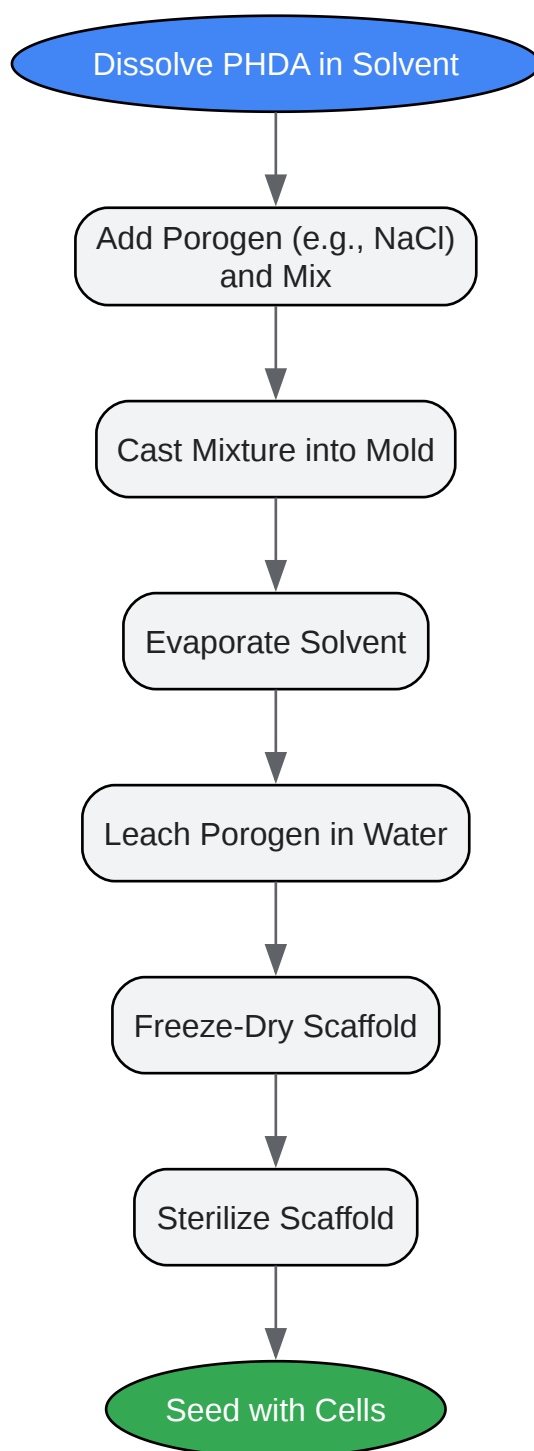 Dissolve PHDA in Solvent
Add Porogen (e.g., NaCl)
and Mix
Cast Mixture into Mold
Evaporate Solvent
Leach Porogen in Water
Freeze-Dry Scaffold
Sterilize Scaffold
Seed with Cells